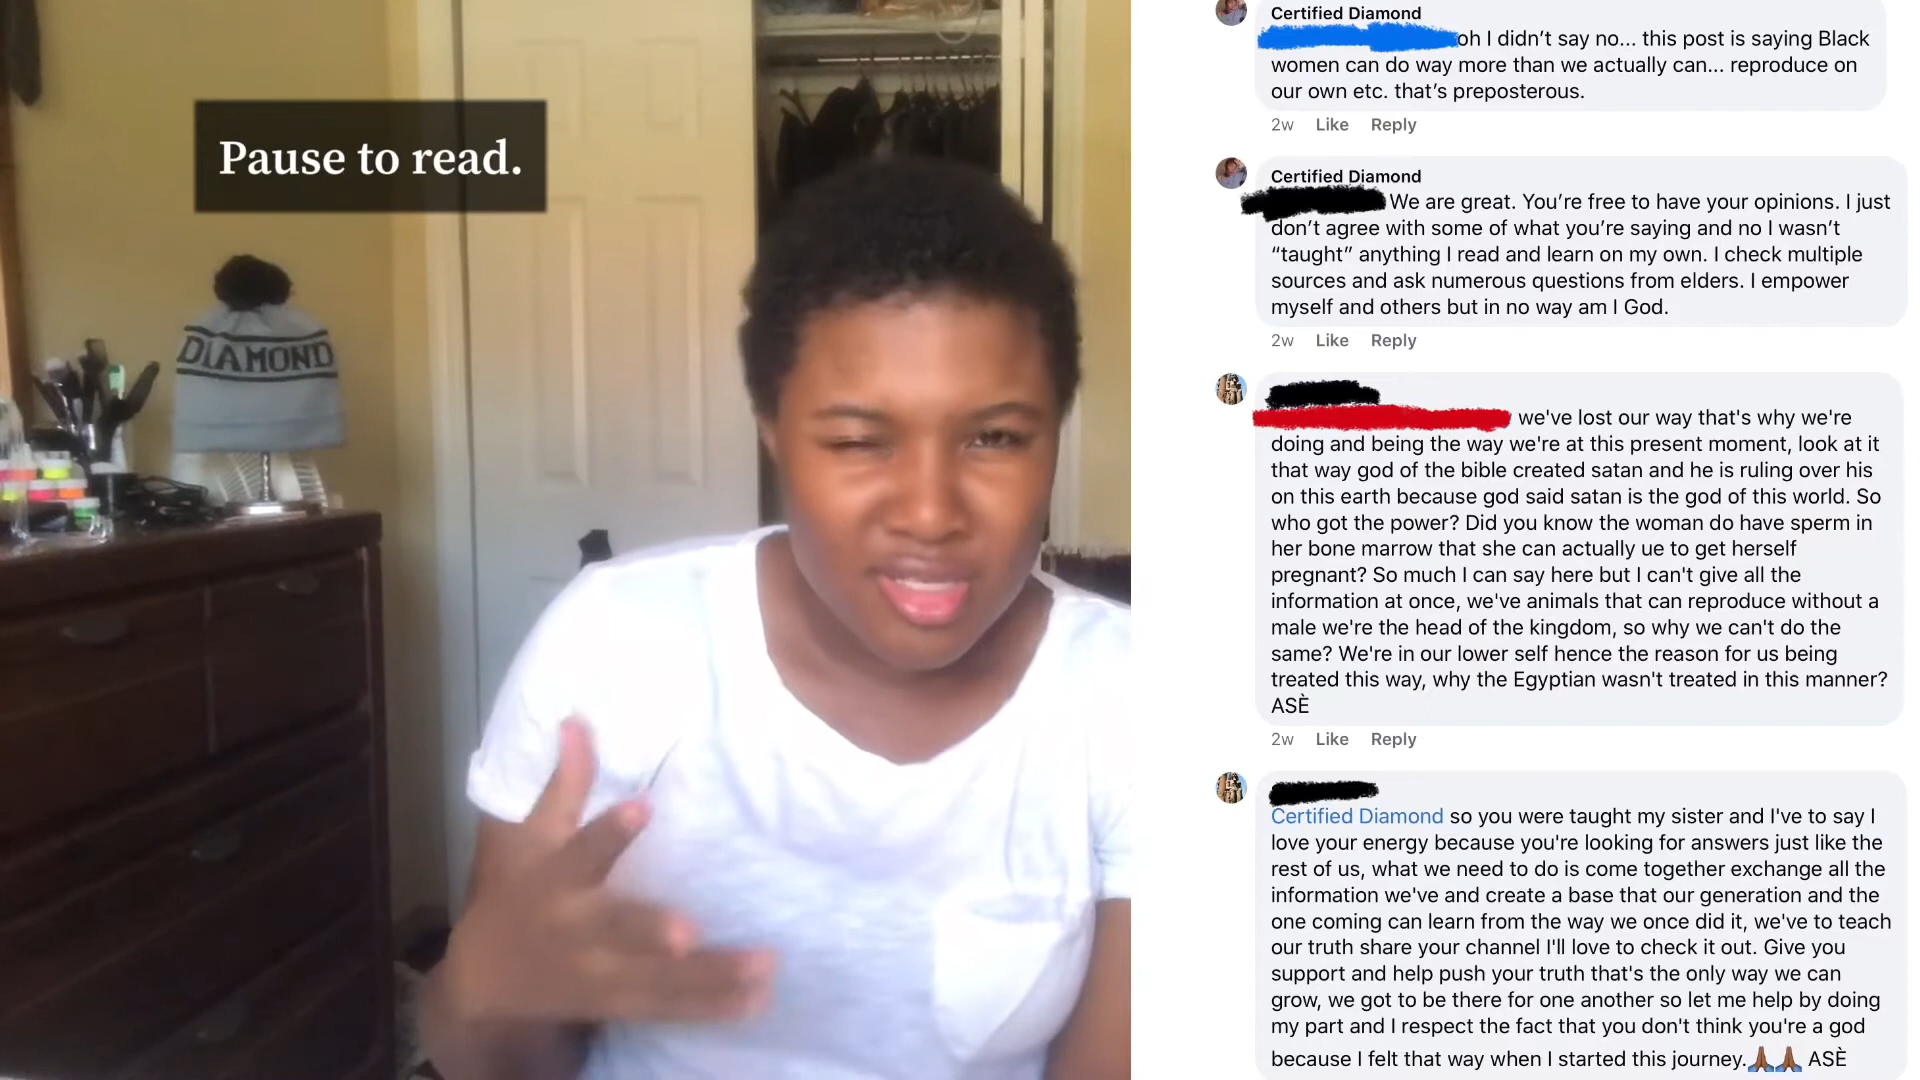 Pause to read.
DIAMOND
Certified Diamond
oh I didn’t say no... this post is saying Black
women can do way more than we actually can... reproduce on
our own etc. that’s preposterous.
2w Like Reply
Certified Diamond
We are great. You’re free to have your opinions. I just
don’t agree with some of what you’re saying and no I wasn’t
“taught” anything I read and learn on my own. I check multiple
sources and ask numerous questions from elders. I empower
myself and others but in no way am I God.
2w Like Reply
we've lost our way that's why we're
doing and being the way we're at this present moment, look at it
that way god of the bible created satan and he is ruling over his
on this earth because god said satan is the god of this world. So
who got the power? Did you know the woman do have sperm in
her bone marrow that she can actually ue to get herself
pregnant? So much I can say here but I can't give all the
information at once, we've animals that can reproduce without a
male we're the head of the kingdom, so why we can't do the
same? We're in our lower self hence the reason for us being
treated this way, why the Egyptian wasn't treated in this manner?
ASÈ
2w Like Reply
Certified Diamond so you were taught my sister and I've to say I
love your energy because you're looking for answers just like the
rest of us, what we need to do is come together exchange all the
information we've and create a base that our generation and the
one coming can learn from the way we once did it, we've to teach
our truth share your channel I'll love to check it out. Give you
support and help push your truth that's the only way we can
grow, we got to be there for one another so let me help by doing
my part and I respect the fact that you don't think you're a god
because I felt that way when I started this journey.🙏🏾🙏🏾 ASÈ